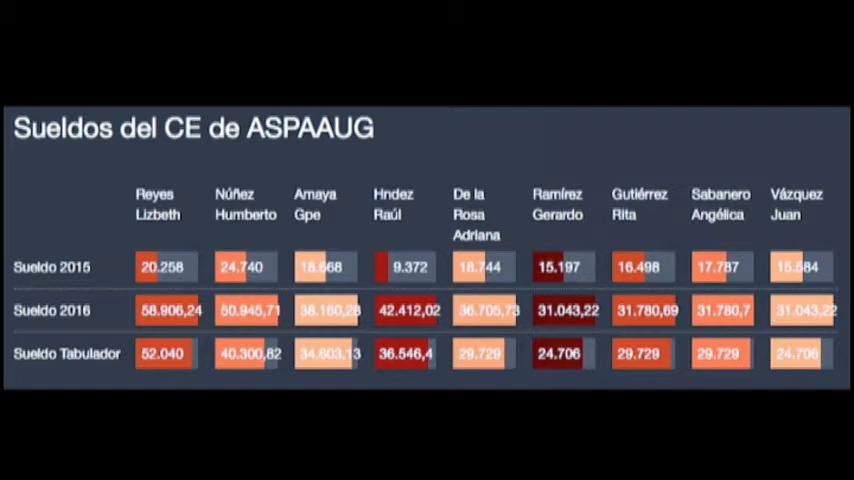 Sueldos del CE de ASPAAUG
Reyes Núñez Amaya Hndez De la Ramírez Gutiérrez Sabanero Vázquez
Lizbeth Humberto Gpe Raúl Rosa Gerardo Rita Angélica Juan
Adriana
Sueldo 2015 20.258 24.740 18.668 9.372 18.744 15.197 16.498 17.787 15.584
Sueldo 2016 58.906,24 50.945,71 38.160,28 42.412,02 36.705,73 31.043,22 31.780,69 31.780,7 31.043,22
Sueldo Tabulador 52.040 40.300,82 34.603,13 36.546,4 29.729 24.706 29.729 29.729 24.706